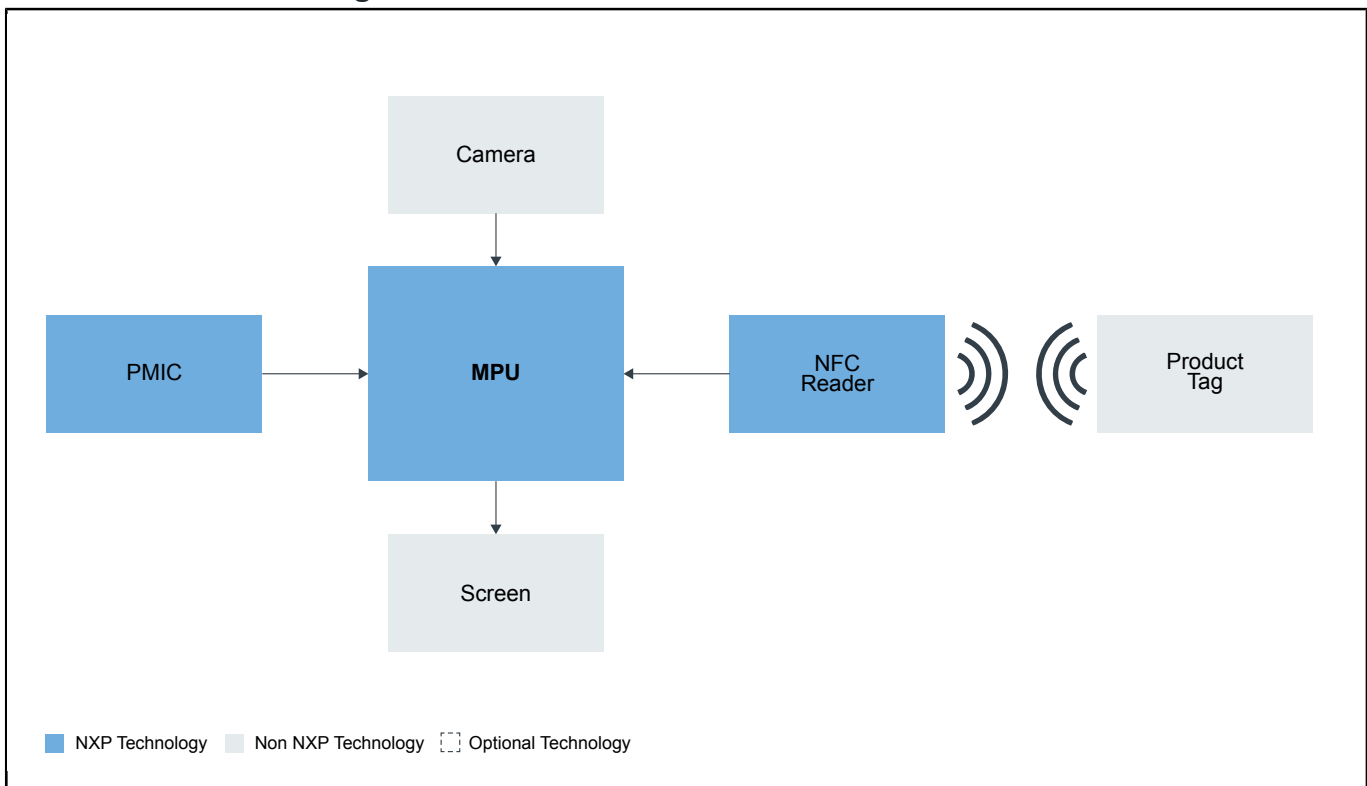 Camera
PMIC
MPU
NFC
Reader
Product
Tag
Screen
NXP Technology
Non NXP Technology
Optional Technology